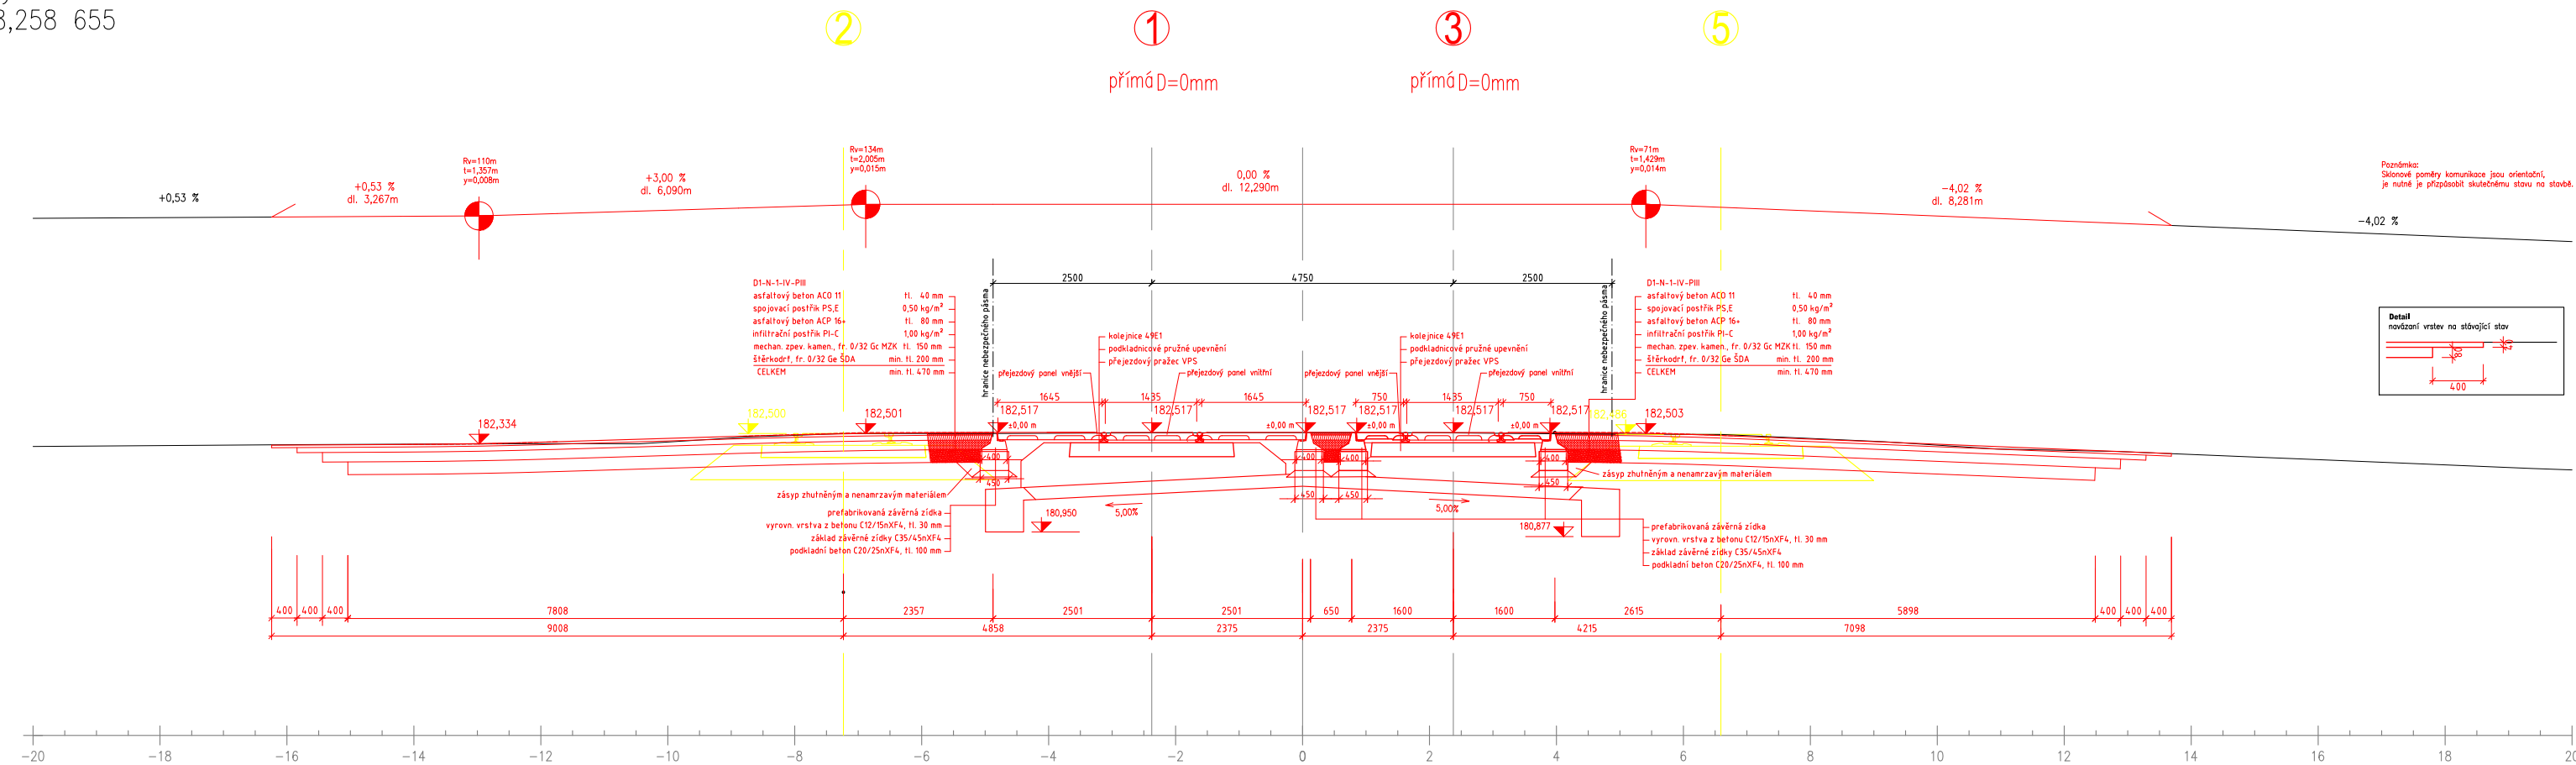 8,258 655
2
1
3
5
přímá D=0mm
přímá D=0mm
Rv=110m
t=1,357m
y=0,008m
Rv=134m
t=2,005m
y=0,015m
Rv=71m
t=1,429m
y=0,014m
Poznámka:
Sklonové poměry komunikace jsou orientační,
je nutné je přizpůsobit skutečnému stavu na stavbě.
+0,53 %
+0,53 %
dl. 3,267m
+3,00 %
dl. 6,090m
0,00 %
dl. 12,290m
-4,02 %
dl. 8,281m
-4,02 %
2500
4750
2500
hranice nebezpečného pásma
hranice nebezpečného pásma
D1-N-1-IV-PIII
asfaltový beton ACO 11 tl. 40 mm
spojovací postřik PS,E 0,50 kg/m²
asfaltový beton ACP 16+ tl. 80 mm
infiltrační postřik PI-C 1,00 kg/m²
mechan. zpev. kamen., fr. 0/32 Gc MZK tl. 150 mm
štěrkodrť, fr. 0/32 Ge ŠDA min. tl. 200 mm
CELKEM min. tl. 470 mm
kolejnice 49E1
podkladnicové pružné upevnění
přejezdový pražec VPS
přejezdový panel vnější
přejezdový panel vnitřní
kolejnice 49E1
podkladnicové pružné upevnění
přejezdový pražec VPS
přejezdový panel vnější
přejezdový panel vnitřní
D1-N-1-IV-PIII
asfaltový beton ACO 11 tl. 40 mm
spojovací postřik PS,E 0,50 kg/m²
asfaltový beton ACP 16+ tl. 80 mm
infiltrační postřik PI-C 1,00 kg/m²
mechan. zpev. kamen., fr. 0/32 Gc MZK tl. 150 mm
štěrkodrť, fr. 0/32 Ge ŠDA min. tl. 200 mm
CELKEM min. tl. 470 mm
Detail
navázání vrstev na stávající stav
80
40
400
1645
1435
1645
750
1435
750
182,334
182,500
182,501
182,517
182,517
182,517
182,517
182,517
182,517
182,486
182,503
±0,00 m
±0,00 m
±0,00 m
±0,00 m
400
400
400
400
400
450
450
450
450
zásyp zhutněným a nenamrzavým materiálem
zásyp zhutněným a nenamrzavým materiálem
prefabrikovaná závěrná zídka
vyrovn. vrstva z betonu C12/15nXF4, tl. 30 mm
základ závěrné zídky C35/45nXF4
podkladní beton C20/25nXF4, tl. 100 mm
180,950
5,00%
5,00%
180,877
prefabrikovaná závěrná zídka
vyrovn. vrstva z betonu C12/15nXF4, tl. 30 mm
základ závěrné zídky C35/45nXF4
podkladní beton C20/25nXF4, tl. 100 mm
400 400 400 7808 2357 2501 2501 650 1600 1600 2615 5898 400 400 400
9008 4858 2375 2375 4215 7098
-20 -18 -16 -14 -12 -10 -8 -6 -4 -2 0 2 4 6 8 10 12 14 16 18 20